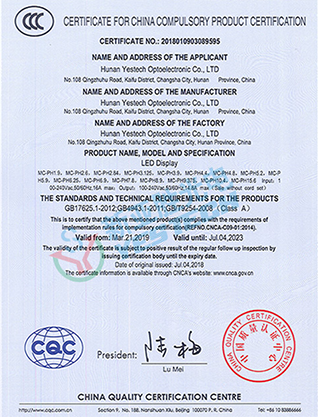 CCC
CERTIFICATE FOR CHINA COMPULSORY PRODUCT CERTIFICATION
CERTIFICATE NO.: 2018010903089595
NAME AND ADDRESS OF THE APPLICANT
Hunan Yestech Optoelectronic Co., LTD
No.108 Qingzhuhu Road, Kaifu District, Changsha City, Hunan Province, China
NAME AND ADDRESS OF THE MANUFACTURER
Hunan Yestech Optoelectronic Co., LTD
No.108 Qingzhuhu Road, Kaifu District, Changsha City, Hunan Province, China
NAME AND ADDRESS OF THE FACTORY
Hunan Yestech Optoelectronic Co., LTD
No.108 Qingzhuhu Road, Kaifu District, Changsha City, Hunan Province, China
PRODUCT NAME, MODEL AND SPECIFICATION
LED Display
THE STANDARDS AND TECHNICAL REQUIREMENTS FOR THE PRODUCTS
GB17625.1-2012;GB4943.1-2011;GB/T9254-2008 (Class A)
This is to certify that the above mentioned product(s) complies with the requirements of
implementation rules for compulsory certification(REFNO.CNCA-C09-01:2014).
Valid from: Mar.21,2019 Valid until: Jul.04,2023
The validity of the certificate is subject to positive result of the regular follow up inspection by
issuing certification body until the expiry date.
Date of original issued: Jul.04,2018
The certificate information is available through CNCA's website: www.cnca.gov.cn
CQC
President: 陆梅
Lu Mei
CHINA QUALITY CERTIFICATION CENTRE
中国质量认证中心
CHINA QUALITY CERTIFICATION CENTRE
http://www.cqc.com.cn Section 9, No.188, Nansihuan Xilu, Beijing 100070 P. R. China Tel: +86 10 83886666